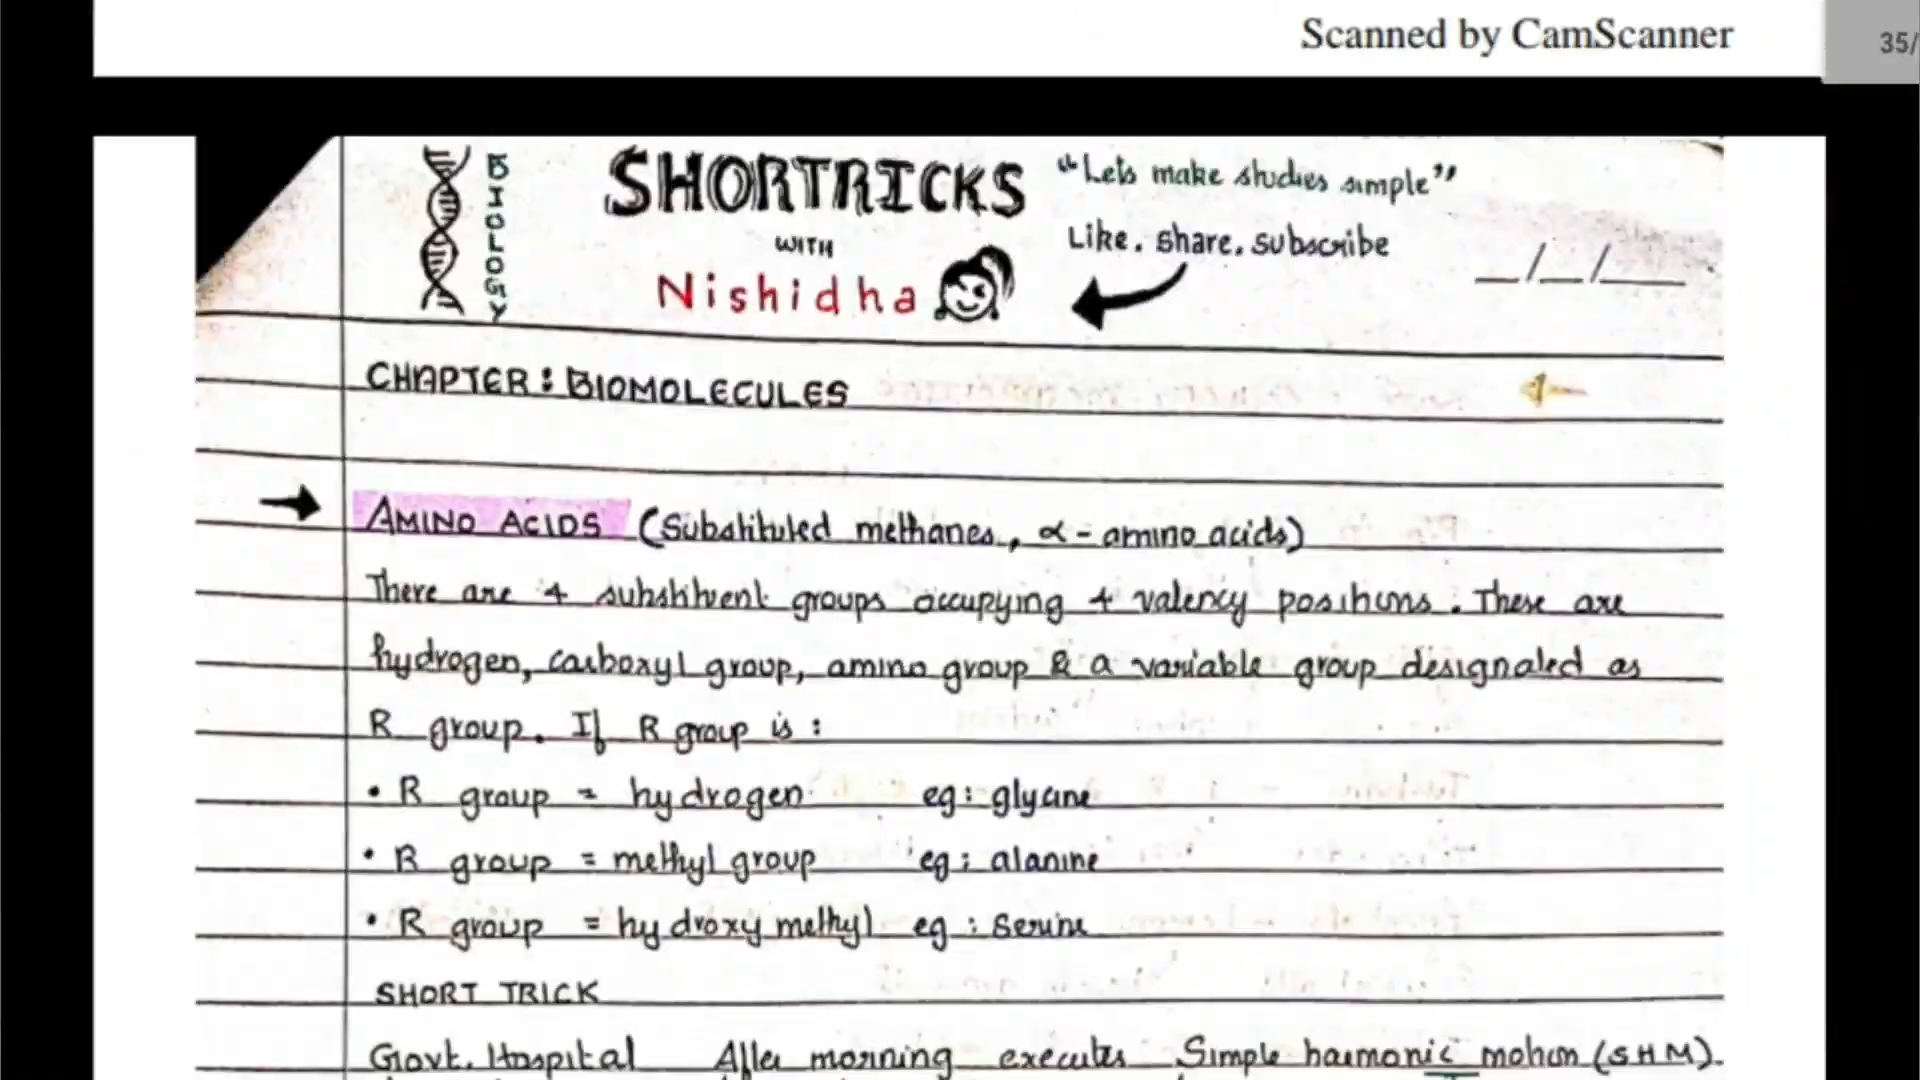 Scanned by CamScanner
35/
BIOLOGY
SHORTRICKS
WITH
Nishidha
"Lets make studies simple"
Like. share. subscribe
_/_/__
CHAPTER: BIOMOLECULES
AMINO ACIDS (Substituted methanes, α-amino acids)
There are 4 substituent groups occupying 4 valency positions. These are
hydrogen, carboxyl group, amino group & a variable group designated as
R group. If R group is:
• R group = hydrogen eg: glycine
• R group = methyl group eg: alanine
• R group = hydroxy methyl eg: serine
SHORT TRICK
Govt. Hospital After morning executes Simple harmonic motion (SHM).